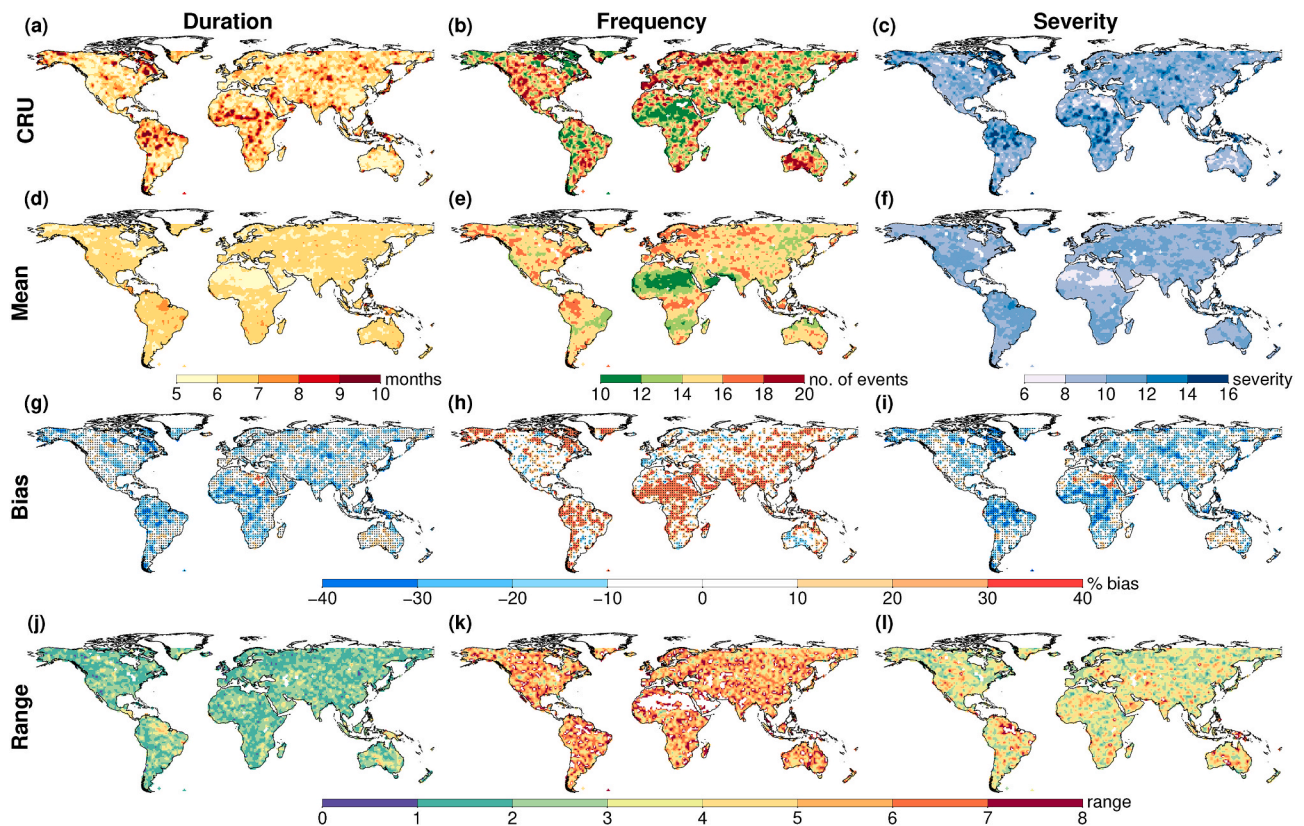 Duration Frequency Severity
(a) (b) (c)
CRU
(d) (e) (f)
Mean
months no. of events severity
5 6 7 8 9 10 10 12 14 16 18 20 6 8 10 12 14 16
(g) (h) (i)
Bias
% bias
−40 −30 −20 −10 0 10 20 30 40
(j) (k) (l)
Range
range
0 1 2 3 4 5 6 7 8